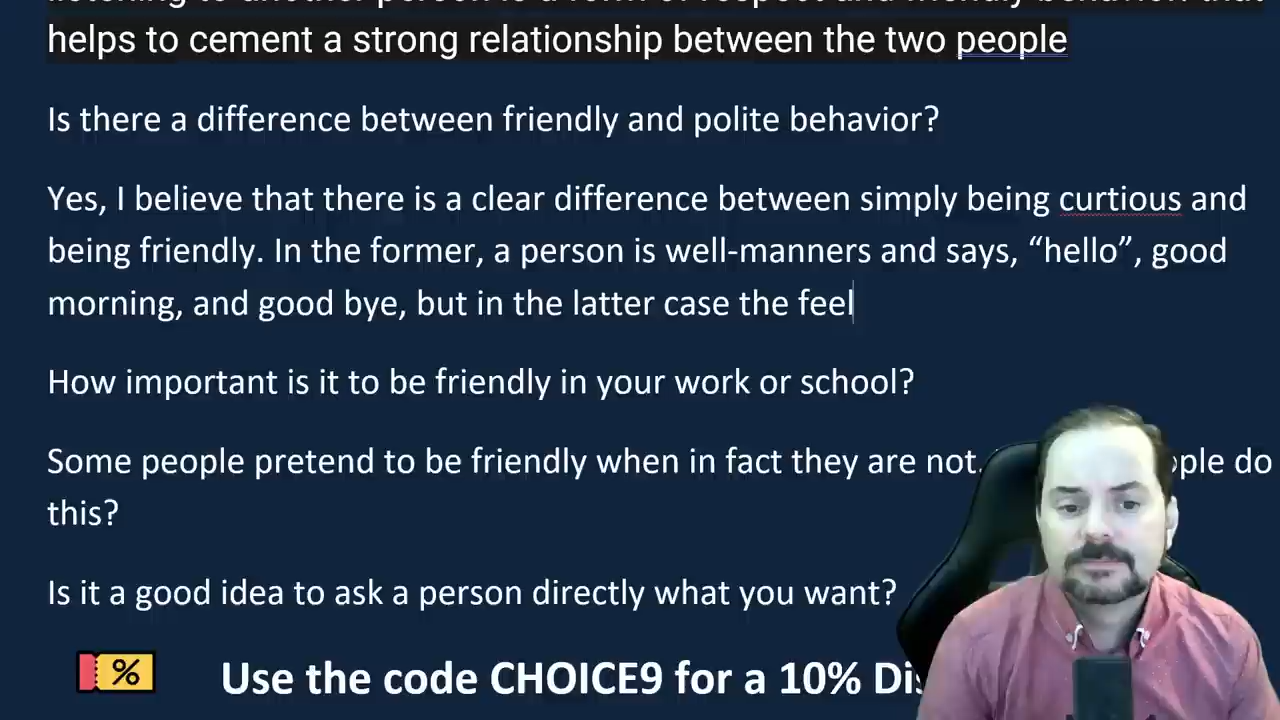 helps to cement a strong relationship between the two people
Is there a difference between friendly and polite behavior?
Yes, I believe that there is a clear difference between simply being curtious and
being friendly. In the former, a person is well-manners and says, “hello”, good
morning, and good bye, but in the latter case the feel
How important is it to be friendly in your work or school?
Some people pretend to be friendly when in fact they are not. do
this?
Is it a good idea to ask a person directly what you want?
%
Use the code CHOICE9 for a 10%